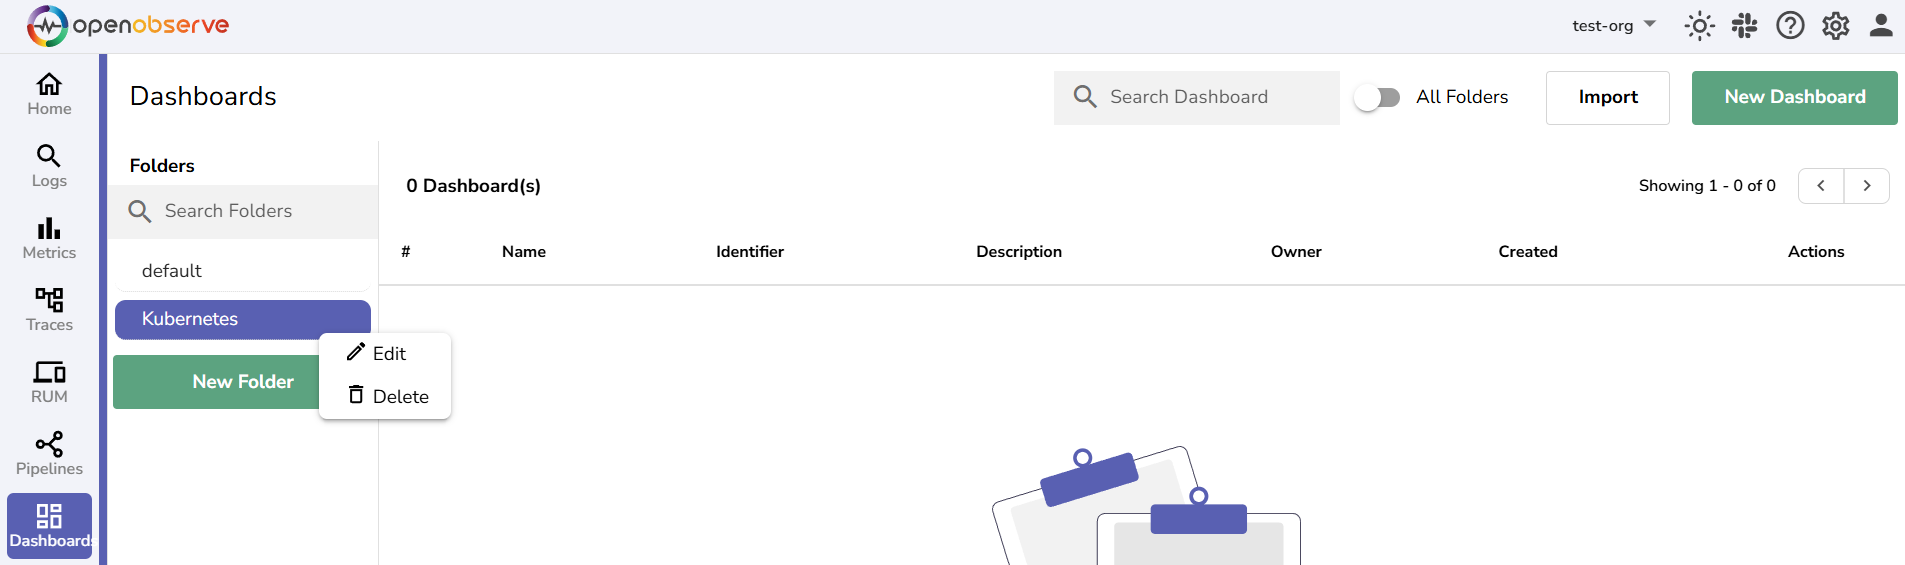 openobserve
test-org
Home
Logs
Metrics
Traces
RUM
Pipelines
Dashboards
Dashboards
Search Dashboard
All Folders
Import
New Dashboard
Folders
Search Folders
default
Kubernetes
New Folder
Edit
Delete
0 Dashboard(s)
Showing 1 - 0 of 0
# Name Identifier Description Owner Created Actions